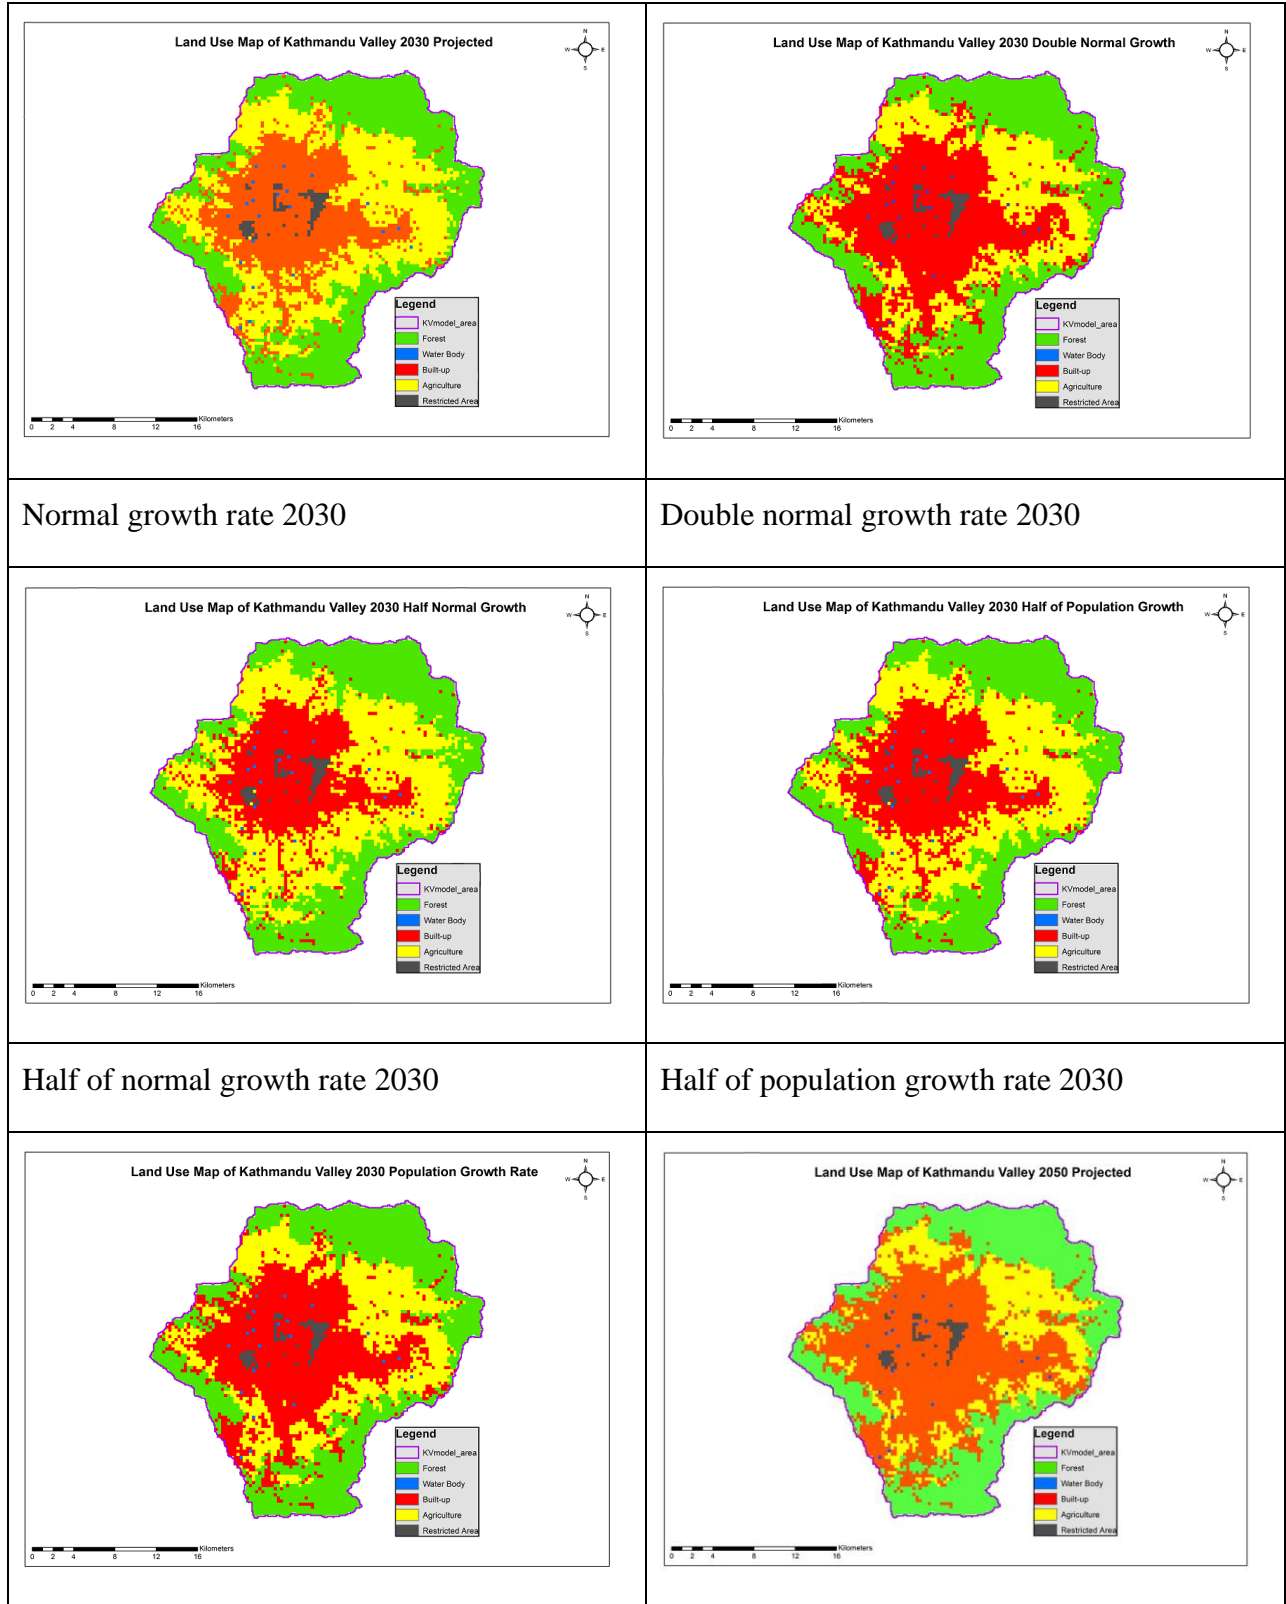 Land Use Map of Kathmandu Valley 2030 Projected
N
W E
S
Legend
KVmodel_area
Forest
Water Body
Built-up
Agriculture
Restricted Area
Kilometers
0 2 4 8 12 16
Land Use Map of Kathmandu Valley 2030 Double Normal Growth
N
W E
S
Legend
KVmodel_area
Forest
Water Body
Built-up
Agriculture
Restricted Area
Kilometers
0 2 4 8 12 16
Normal growth rate 2030
Double normal growth rate 2030
Land Use Map of Kathmandu Valley 2030 Half Normal Growth
N
W E
S
Legend
KVmodel_area
Forest
Water Body
Built-up
Agriculture
Restricted Area
Kilometers
0 2 4 8 12 16
Land Use Map of Kathmandu Valley 2030 Half of Population Growth
N
W E
S
Legend
KVmodel_area
Forest
Water Body
Built-up
Agriculture
Restricted Area
Kilometers
0 2 4 8 12 16
Half of normal growth rate 2030
Half of population growth rate 2030
Land Use Map of Kathmandu Valley 2030 Population Growth Rate
N
W E
S
Legend
KVmodel_area
Forest
Water Body
Built-up
Agriculture
Restricted Area
Kilometers
0 2 4 8 12 16
Land Use Map of Kathmandu Valley 2050 Projected
N
W E
S
Legend
KVmodel_area
Forest
Water Body
Built-up
Agriculture
Restricted Area
Kilometers
0 2 4 8 12 16